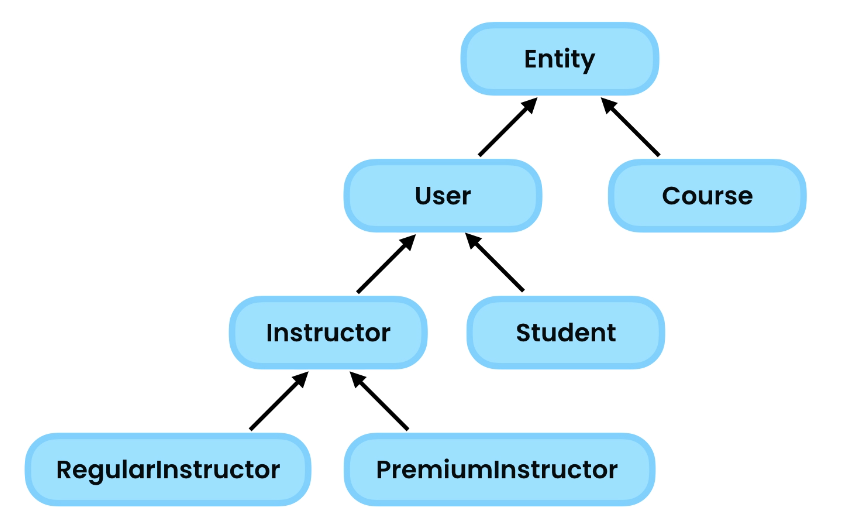 Entity
User
Course
Instructor
Student
RegularInstructor
PremiumInstructor